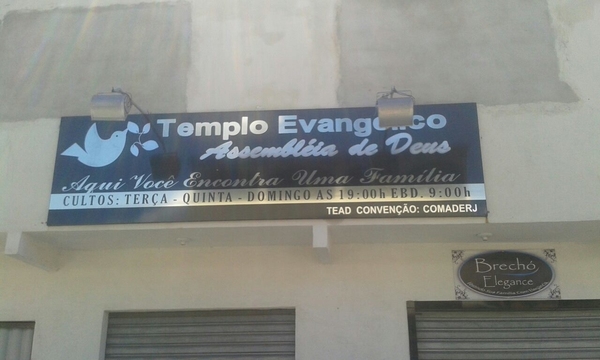 Templo Evangélico
Assembléia de Deus
Aqui Você Encontra Uma Família
CULTOS: TERÇA - QUINTA - DOMINGO AS 19:00h EBD. 9:00h
TEAD CONVENÇÃO: COMADERJ
Brechó
Elegance